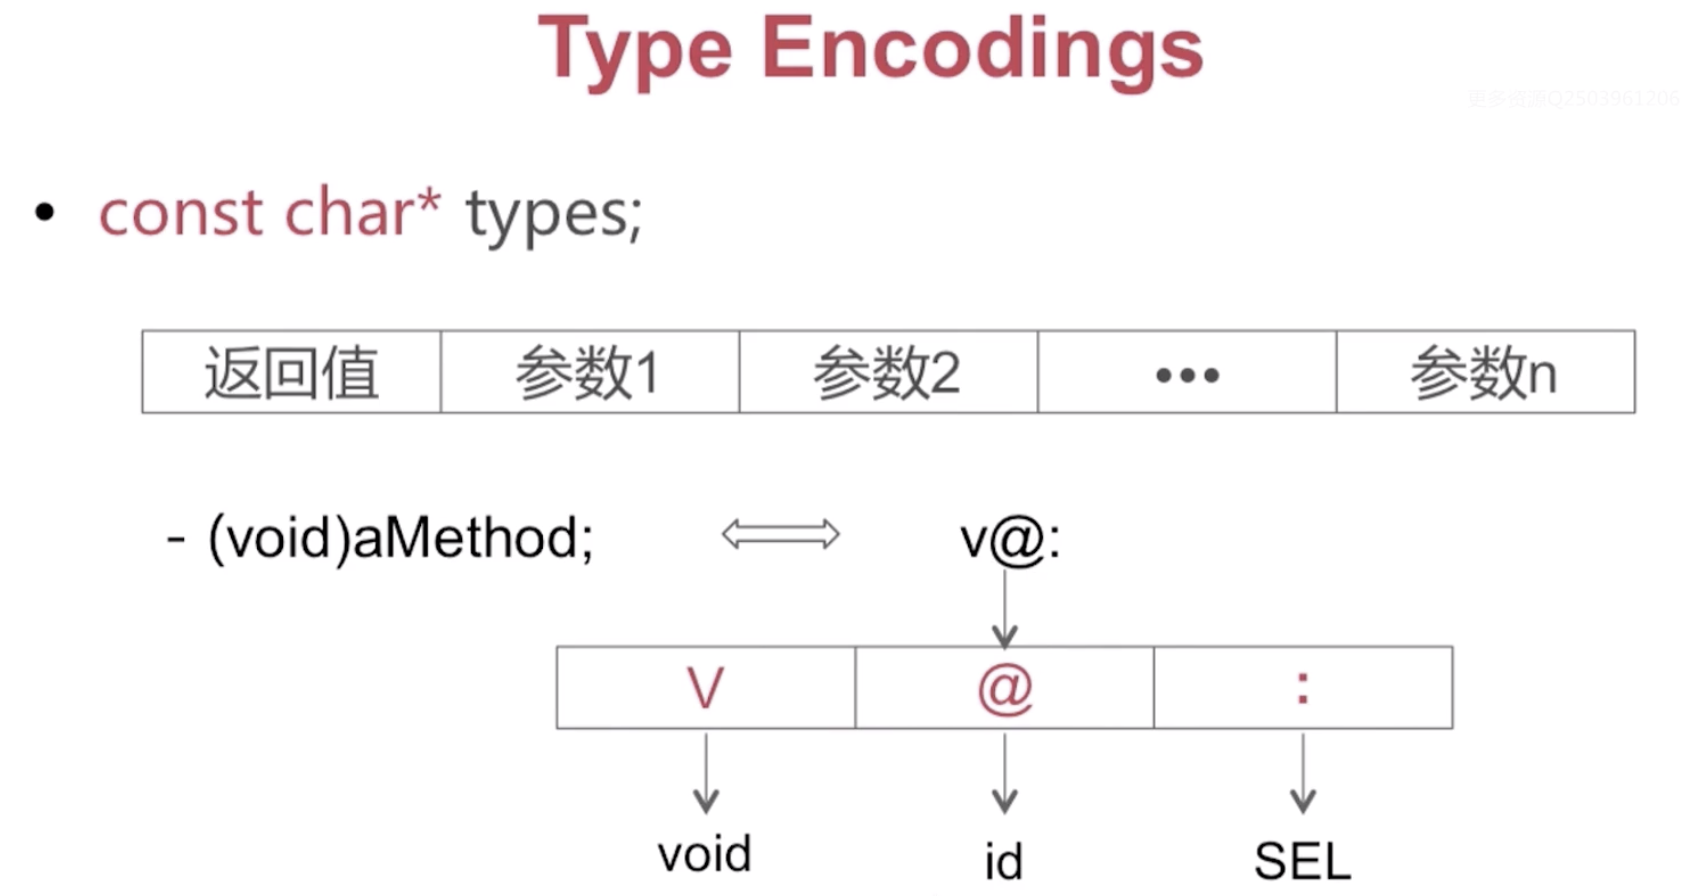 Type Encodings
更多资源Q2503961206
• const char* types;
返回值 参数1 参数2 ••• 参数n
- (void)aMethod; v@:
V @ :
void id SEL